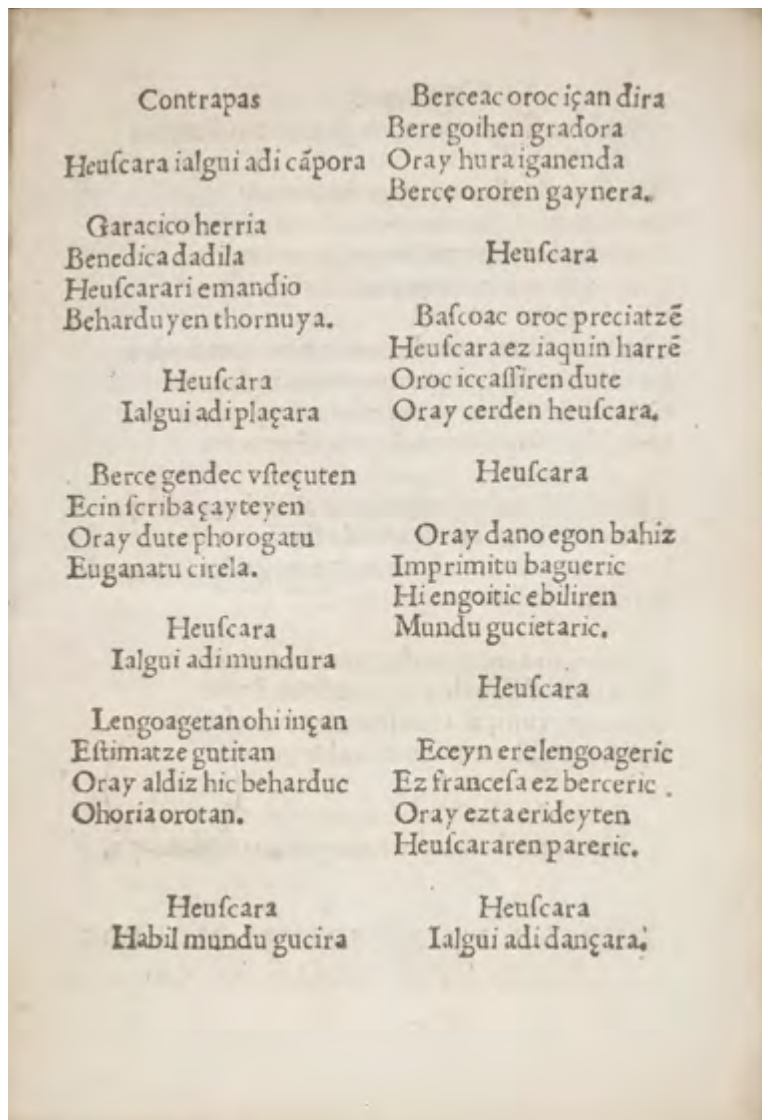 Contrapas
Heuſcara ialgui adi cãpora
Garacico herria
Benedica dadila
Heuſcarari emandio
Beharduyen thornuya.
Heuſcara
Ialgui adi plaçara
Berce gendec vſteçuten
Ecin ſcriba çayteyen
Oray dute phorogatu
Euganatu cirela.
Heuſcara
Ialgui adi mundura
Lengoagetan ohi inçan
Eſtimatze gutitan
Oray aldiz hic beharduc
Ohoria orotan.
Heuſcara
Habil mundu gucira
Berceac oroc içan dira
Bere goihen gradora
Oray hura iganenda
Berce ororen gaynera.
Heuſcara
Baſcoac oroc preciatzẽ
Heuſcara ez iaquin harrẽ
Oroc iccaſſiren dute
Oray cerden heuſcara.
Heuſcara
Oray dano egon bahiz
Imprimitu bagueric
Hi engoitic ebiliren
Mundu gucietaric.
Heuſcara
Eceyn ere lengoageric
Ez franceſa ez berceric.
Oray ezta erideyten
Heuſcararen pareric.
Heuſcara
Ialgui adi dançara.